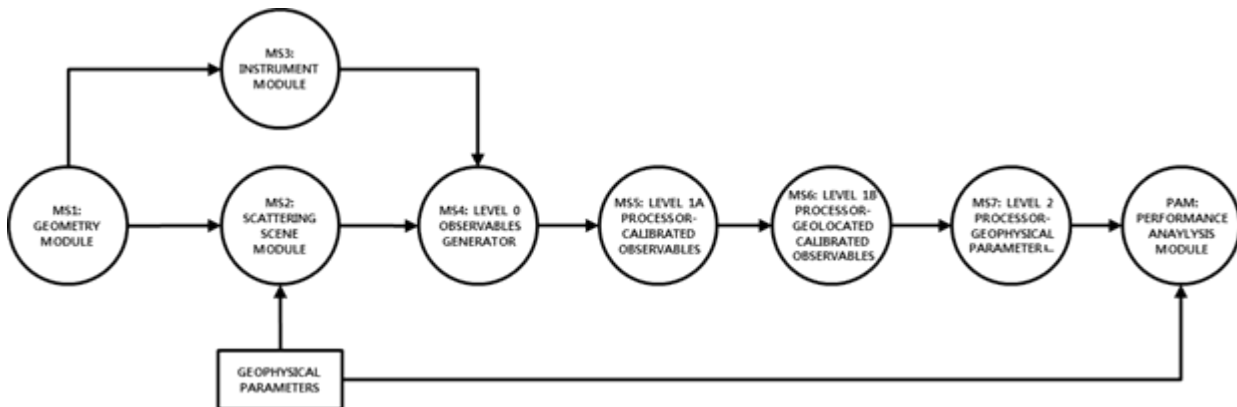 MS3:
INSTRUMENT
MODULE
MS1:
GEOMETRY
MODULE
MS2:
SCATTERING
SCENE
MODULE
MS4: LEVEL 0
OBSERVABLES
GENERATOR
MS5: LEVEL 1A
PROCESSOR-
CALIBRATED
OBSERVABLES
MS6: LEVEL 1B
PROCESSOR-
GEOLOCATED
CALIBRATED
OBSERVABLES
MS7: LEVEL 2
PROCESSOR-
GEOPHYSICAL
PARAMETER...
PAM:
PERFORMANCE
ANAYLYSIS
MODULE
GEOPHYSICAL
PARAMETERS